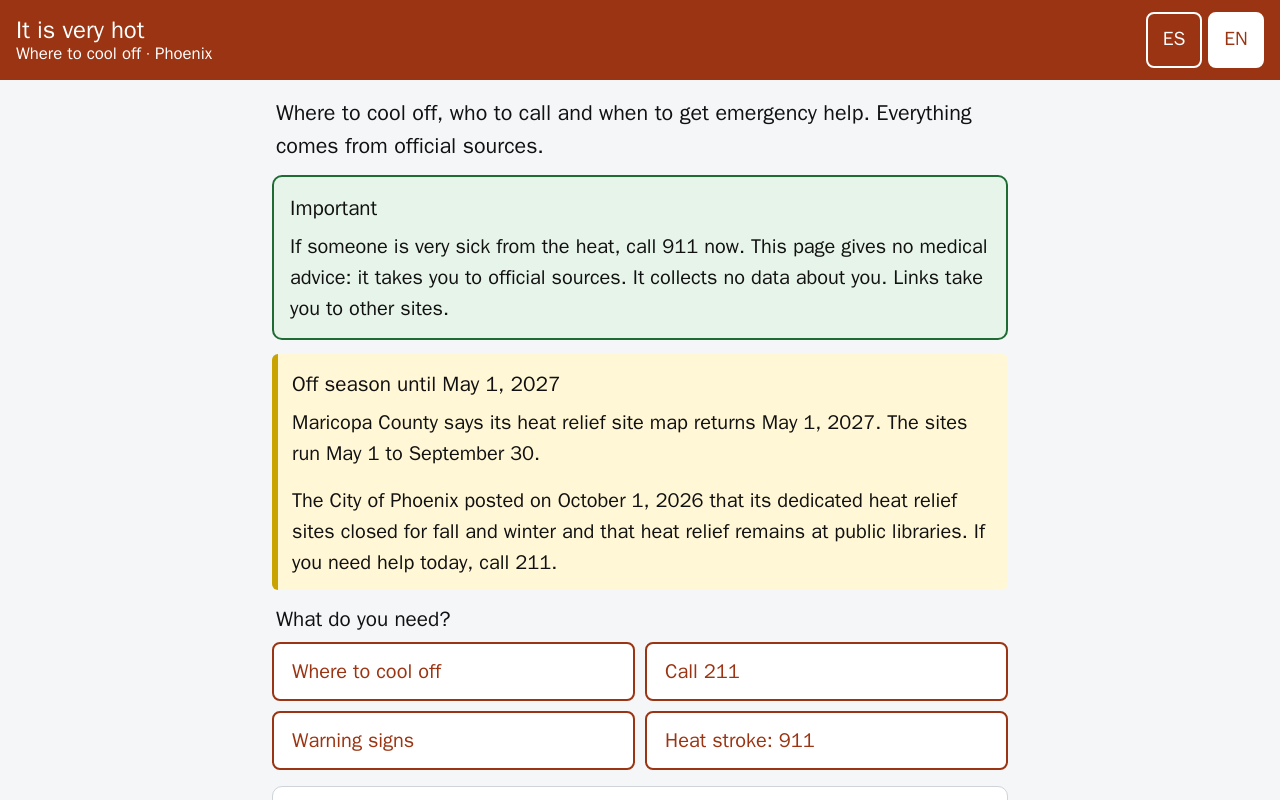 It is very hot
Where to cool off · Phoenix
ES
EN
Where to cool off, who to call and when to get emergency help. Everything
comes from official sources.
Important
If someone is very sick from the heat, call 911 now. This page gives no medical
advice: it takes you to official sources. It collects no data about you. Links take
you to other sites.
Off season until May 1, 2027
Maricopa County says its heat relief site map returns May 1, 2027. The sites
run May 1 to September 30.
The City of Phoenix posted on October 1, 2026 that its dedicated heat relief
sites closed for fall and winter and that heat relief remains at public libraries. If
you need help today, call 211.
What do you need?
Where to cool off
Call 211
Warning signs
Heat stroke: 911